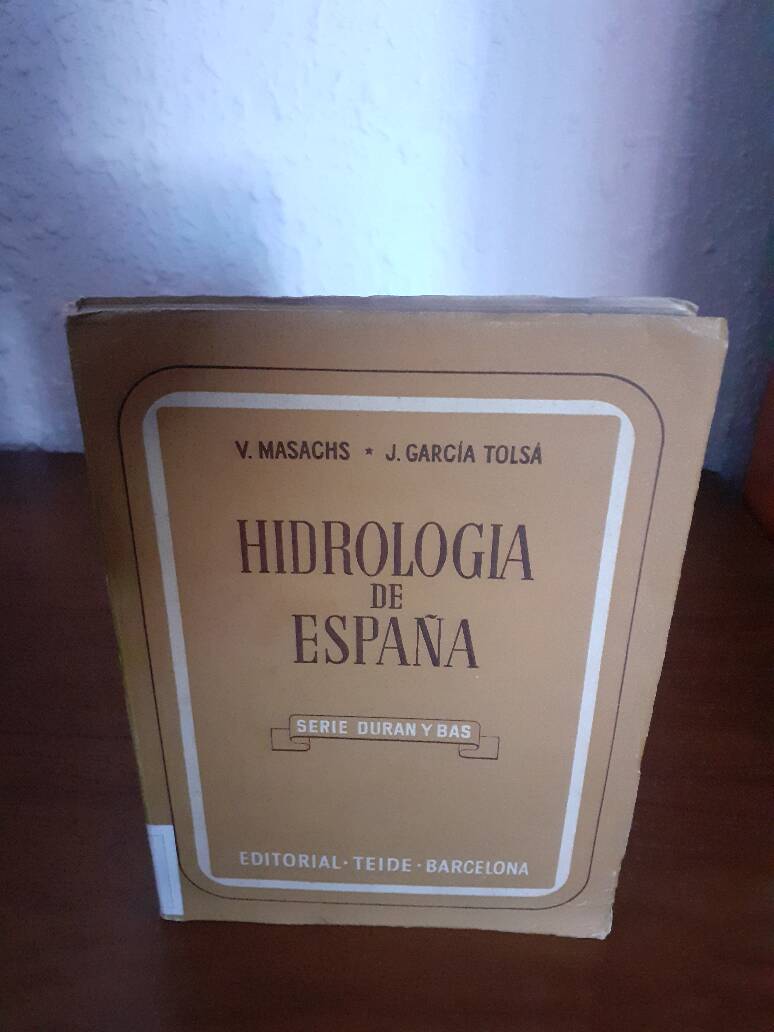 V. MASACHS * J. GARCÍA TOLSÁ
HIDROLOGIA
DE
ESPAÑA
SERIE DURAN Y BAS
EDITORIAL · TEIDE · BARCELONA